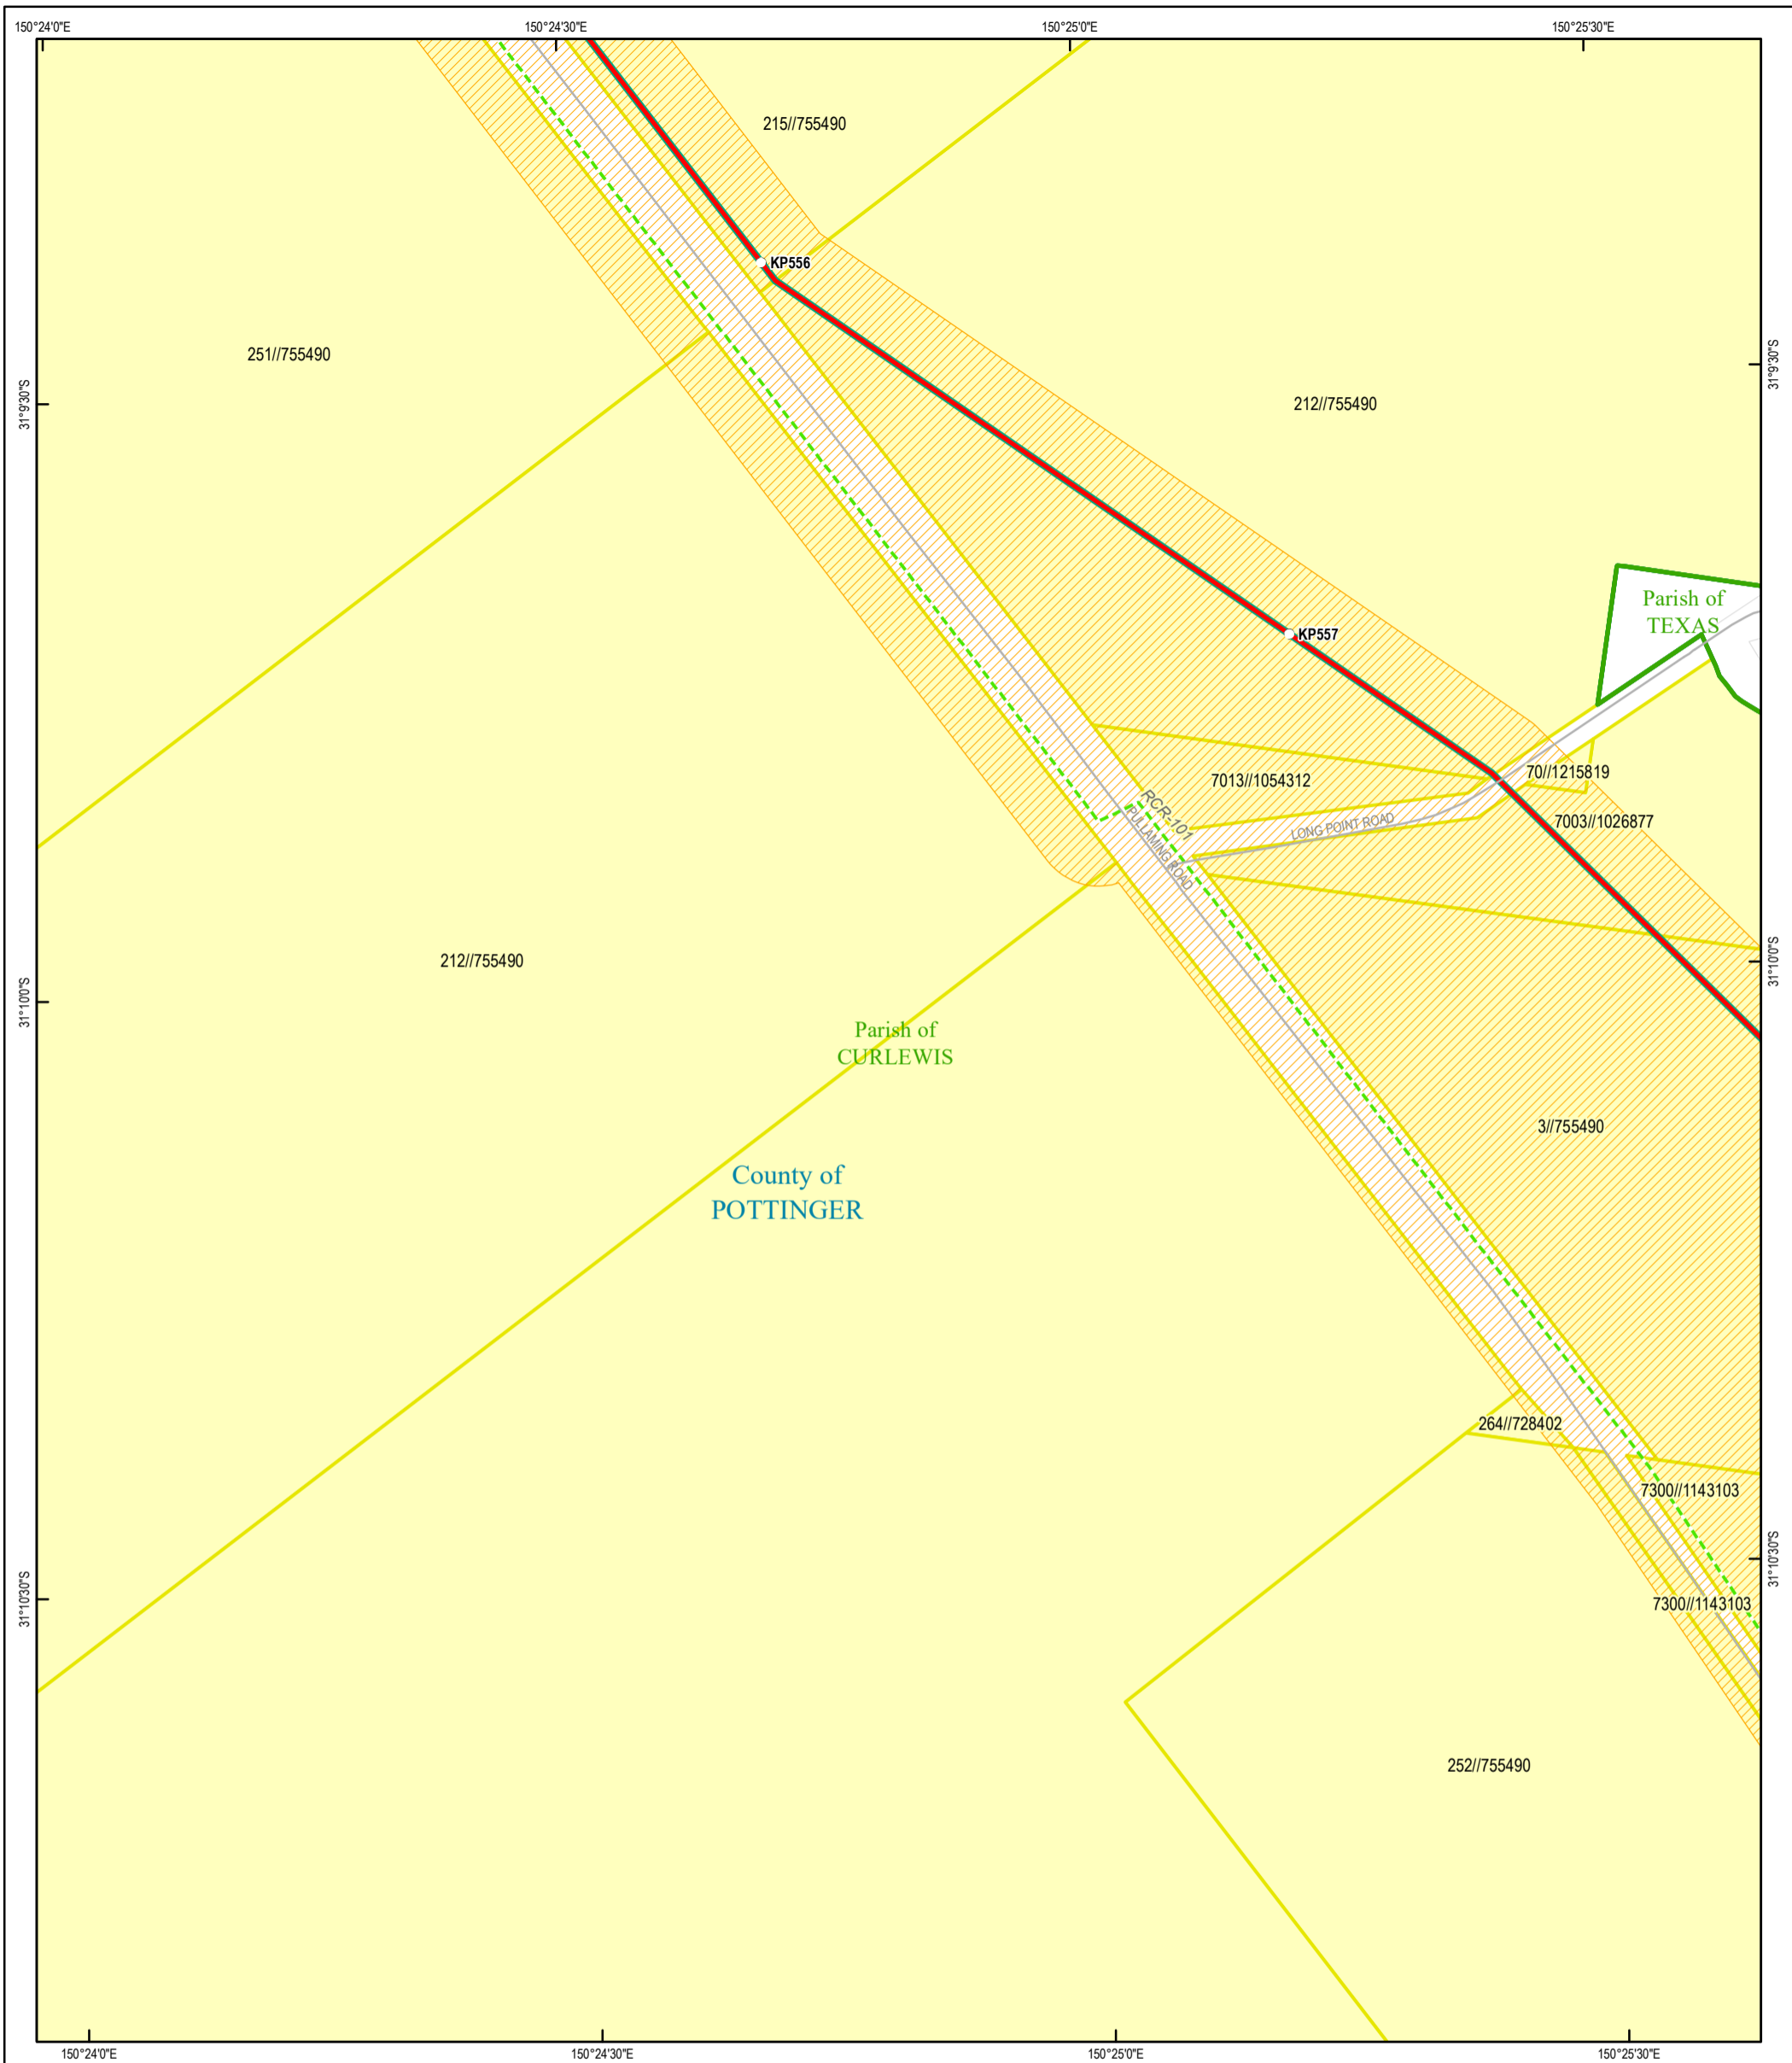 150°24'0"E
150°24'30"E
150°25'0"E
150°25'30"E
215//755490
KP556
251//755490
31°9'30"S
31°9'30"S
212//755490
Parish of
TEXAS
KP557
7013//1054312
70//1215819
RCR-101
PULLAMING ROAD
LONG POINT ROAD
7003//1026877
212//755490
31°10'0"S
31°10'0"S
Parish of
CURLEWIS
3//755490
County of
POTTINGER
264//728402
7300//1143103
31°10'30"S
31°10'30"S
7300//1143103
252//755490
150°24'0"E
150°24'30"E
150°25'0"E
150°25'30"E